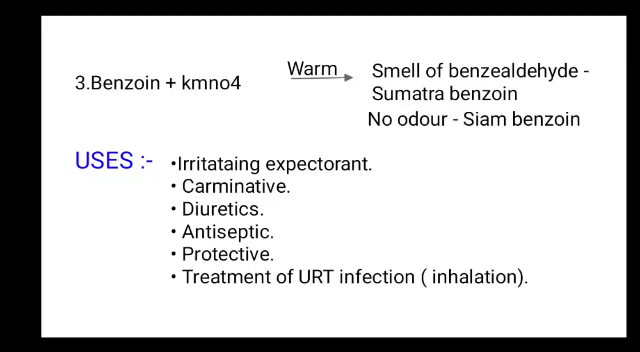 Warm
3.Benzoin + kmno4
Smell of benzealdehyde -
Sumatra benzoin
No odour - Siam benzoin
USES :-
•Irritataing expectorant.
• Carminative.
• Diuretics.
• Antiseptic.
• Protective.
• Treatment of URT infection ( inhalation).